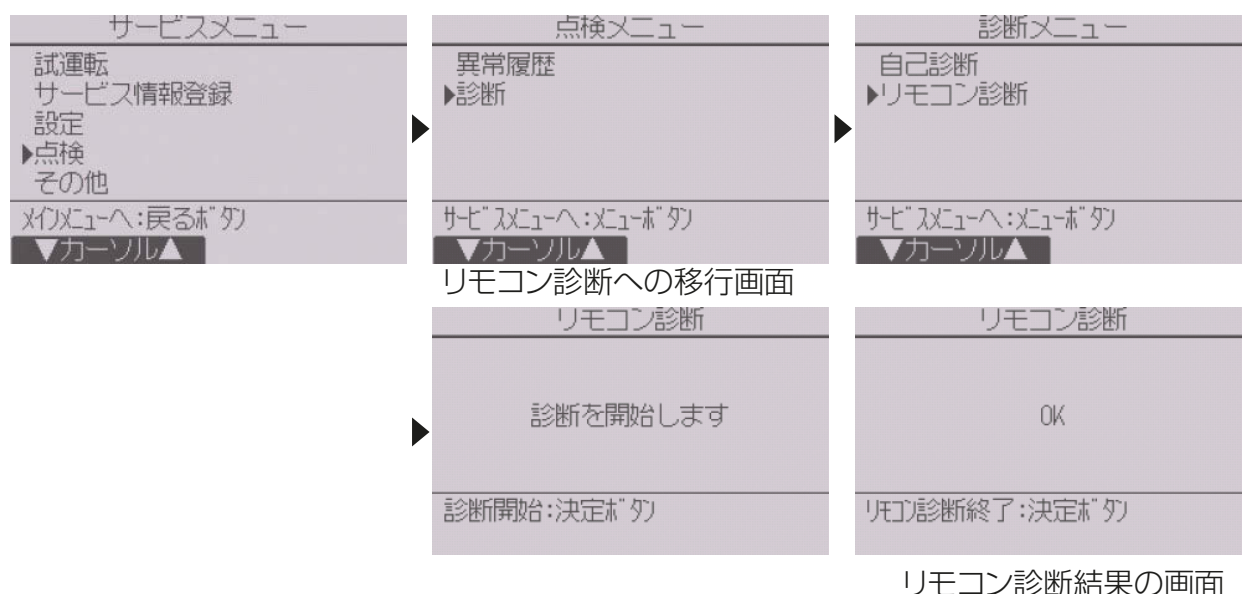 サービスメニュー
試運転
サービス情報登録
設定
▶点検
その他
ﾒｲﾝﾒﾆｭｰへ:戻るﾎﾞﾀﾝ
▼カーソル▲
▶
点検メニュー
異常履歴
▶診断
ｻｰﾋﾞｽﾒﾆｭｰへ:ﾒﾆｭｰﾎﾞﾀﾝ
▼カーソル▲
▶
診断メニュー
自己診断
▶リモコン診断
ｻｰﾋﾞｽﾒﾆｭｰへ:ﾒﾆｭｰﾎﾞﾀﾝ
▼カーソル▲
リモコン診断への移行画面
▶
リモコン診断
診断を開始します
診断開始:決定ﾎﾞﾀﾝ
リモコン診断
OK
ﾘﾓｺﾝ診断終了:決定ﾎﾞﾀﾝ
リモコン診断結果の画面